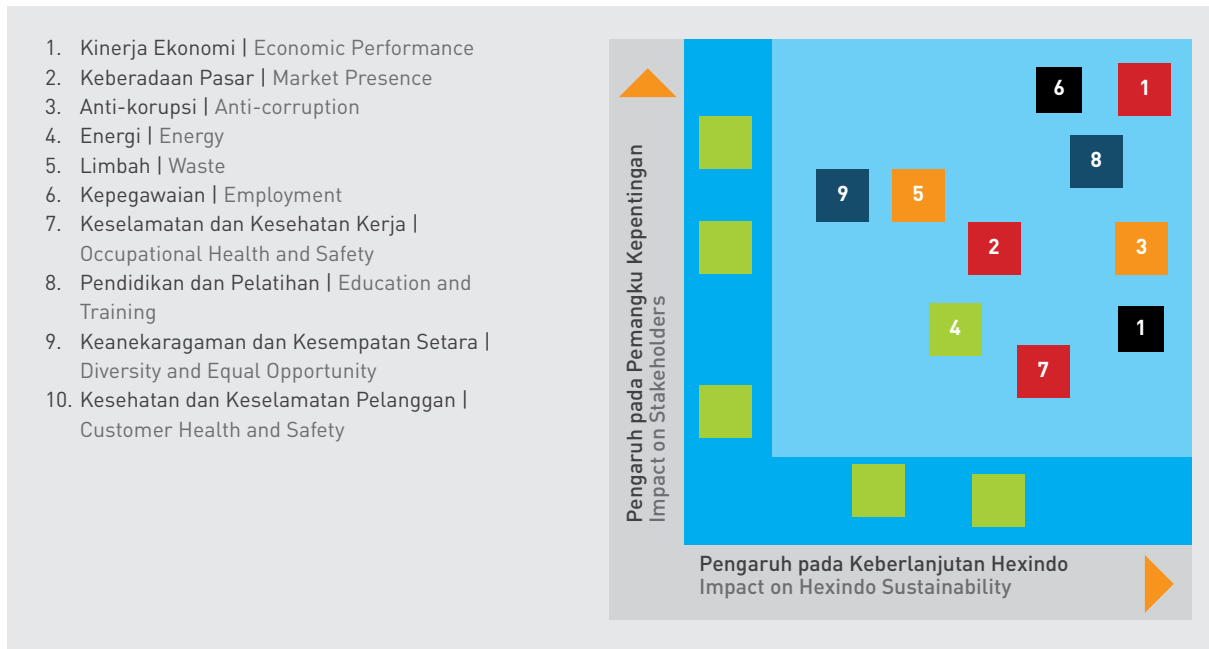 1. Kinerja Ekonomi | Economic Performance
2. Keberadaan Pasar | Market Presence
3. Anti-korupsi | Anti-corruption
4. Energi | Energy
5. Limbah | Waste
6. Kepegawaian | Employment
7. Keselamatan dan Kesehatan Kerja |
Occupational Health and Safety
8. Pendidikan dan Pelatihan | Education and
Training
9. Keanekaragaman dan Kesempatan Setara |
Diversity and Equal Opportunity
10. Kesehatan dan Keselamatan Pelanggan |
Customer Health and Safety
Pengaruh pada Pemangku Kepentingan
Impact on Stakeholders
6 1
8
9 5
2 3
4 1
7
Pengaruh pada Keberlanjutan Hexindo
Impact on Hexindo Sustainability